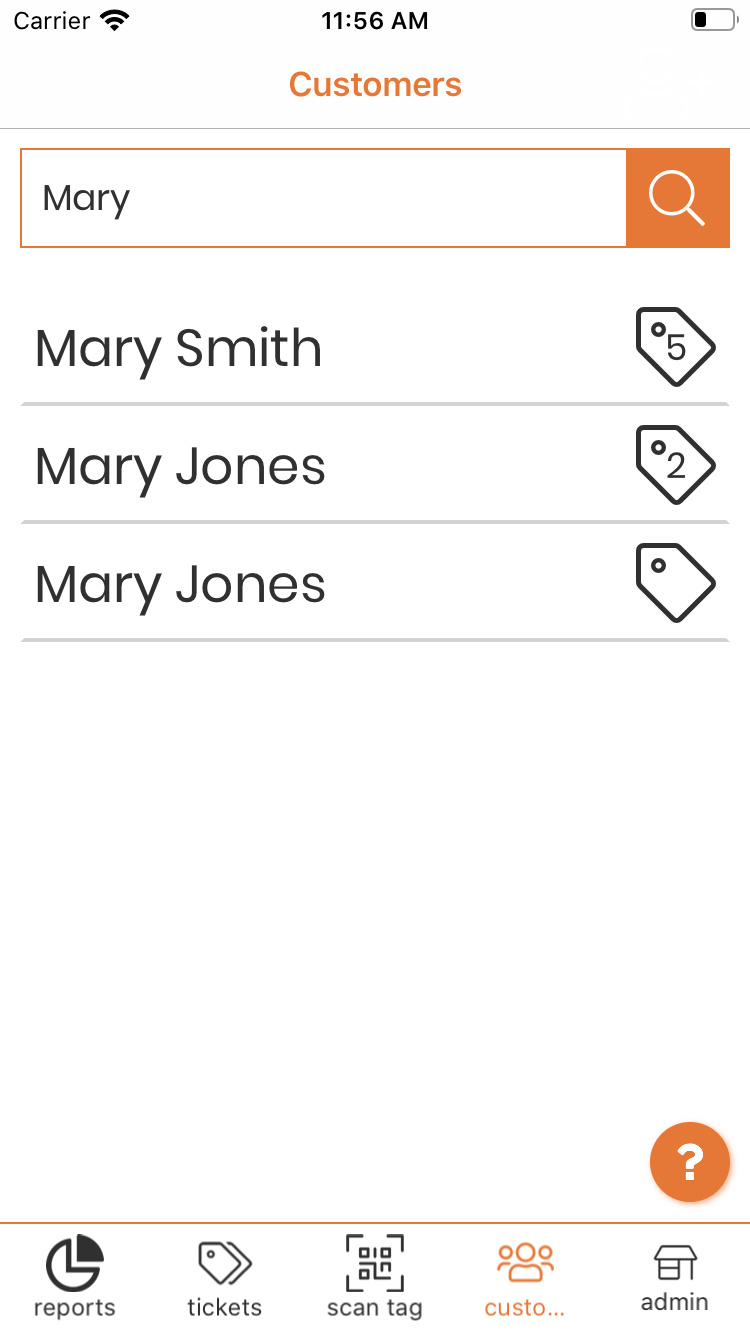 Carrier 11:56 AM
Customers
Mary
Mary Smith 5
Mary Jones 2
Mary Jones
?
reports tickets scan tag custo... admin